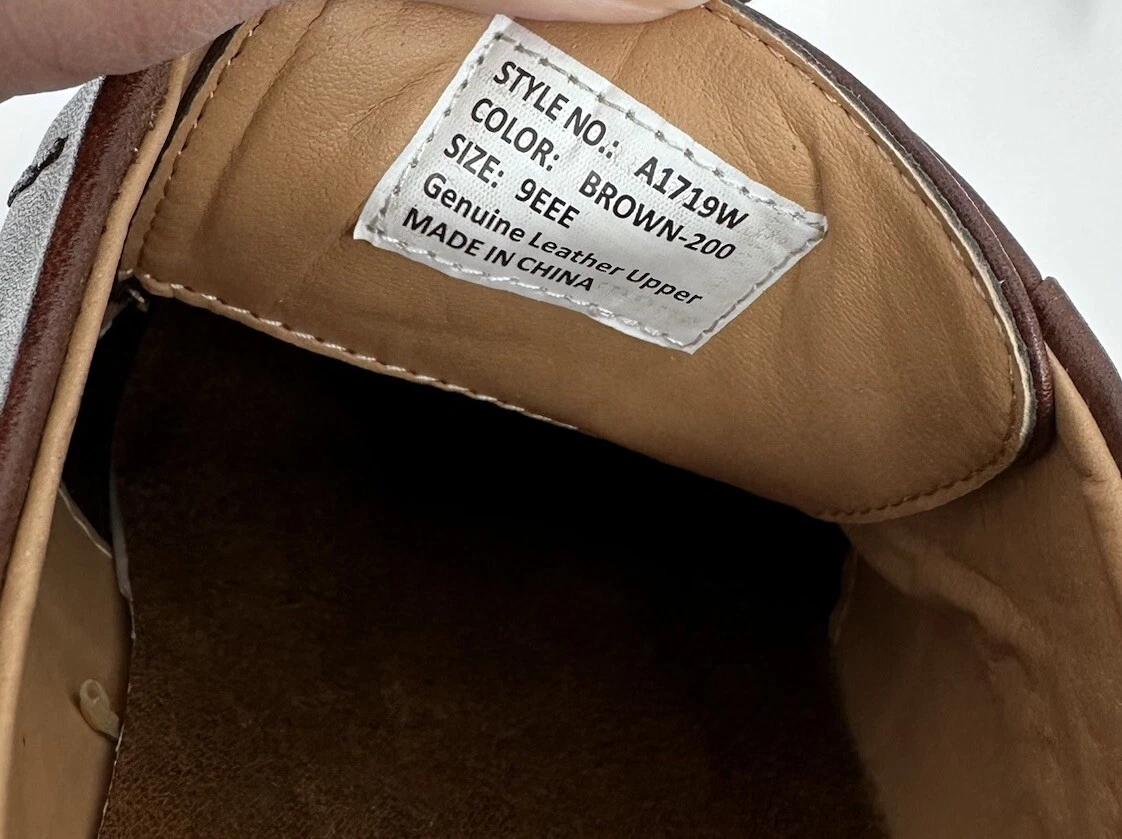 STYLE NO.: A1719W
COLOR: BROWN-200
SIZE: 9EEE
Genuine Leather Upper
MADE IN CHINA